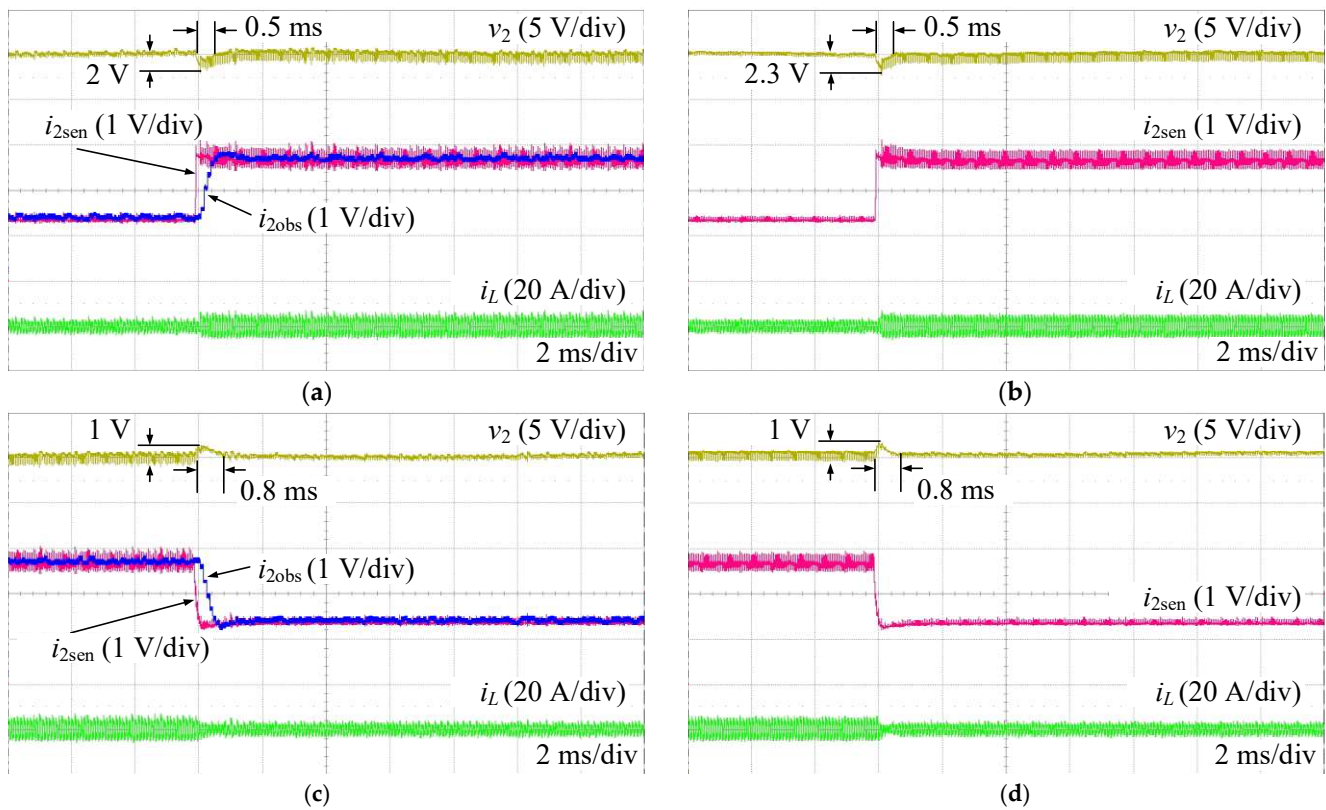 0.5 ms
v2 (5 V/div)
2 V
i2sen (1 V/div)
i2obs (1 V/div)
iL (20 A/div)
2 ms/div
(a)
0.5 ms
v2 (5 V/div)
2.3 V
i2sen (1 V/div)
iL (20 A/div)
2 ms/div
(b)
1 V
v2 (5 V/div)
0.8 ms
i2obs (1 V/div)
i2sen (1 V/div)
iL (20 A/div)
2 ms/div
(c)
1 V
v2 (5 V/div)
0.8 ms
i2sen (1 V/div)
iL (20 A/div)
2 ms/div
(d)